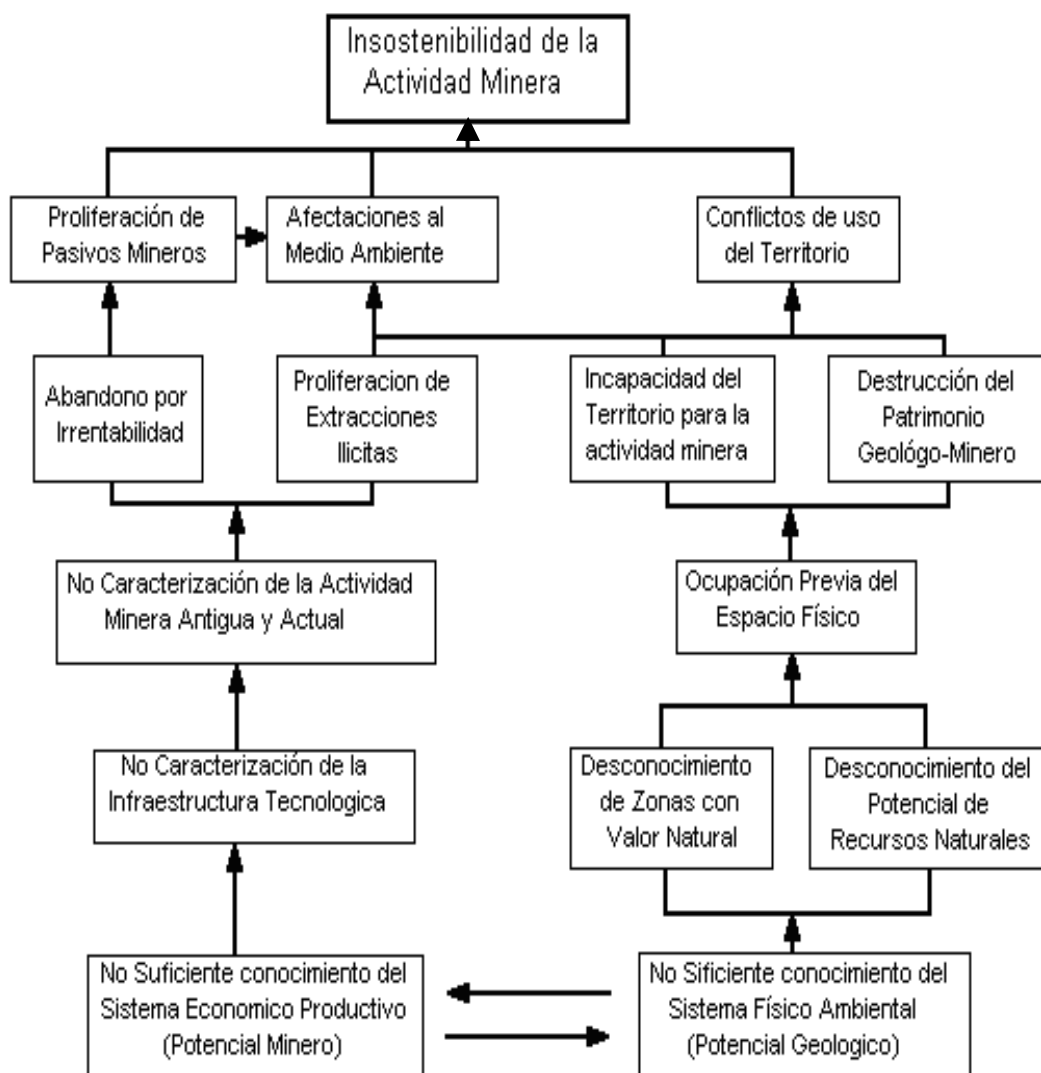 Insostenibilidad de la
Actividad Minera
Proliferación de
Pasivos Mineros
Afectaciones al
Medio Ambiente
Conflictos de uso
del Territorio
Abandono por
Irrentabilidad
Proliferacion de
Extracciones
Ilicitas
Incapacidad del
Territorio para la
actividad minera
Destrucción del
Patrimonio
Geológo-Minero
No Caracterización de la Actividad
Minera Antigua y Actual
Ocupación Previa del
Espacio Físico
No Caracterización de la
Infraestructura Tecnologica
Desconocimiento
de Zonas con
Valor Natural
Desconocimiento del
Potencial de
Recursos Naturales
No Suficiente conocimiento del
Sistema Economico Productivo
(Potencial Minero)
No Sificiente conocimiento del
Sistema Físico Ambiental
(Potencial Geologico)